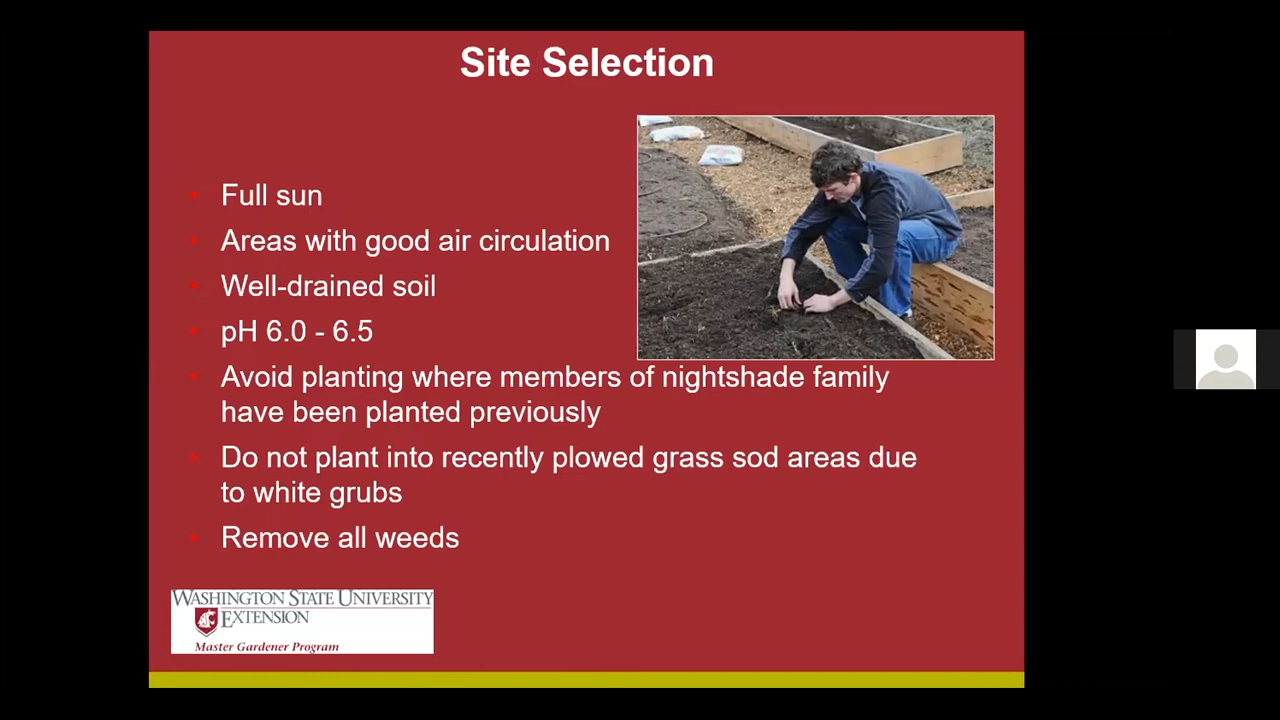 Site Selection
Full sun
Areas with good air circulation
Well-drained soil
pH 6.0 - 6.5
Avoid planting where members of nightshade family
have been planted previously
Do not plant into recently plowed grass sod areas due
to white grubs
Remove all weeds
WASHINGTON STATE UNIVERSITY
EXTENSION
Master Gardener Program